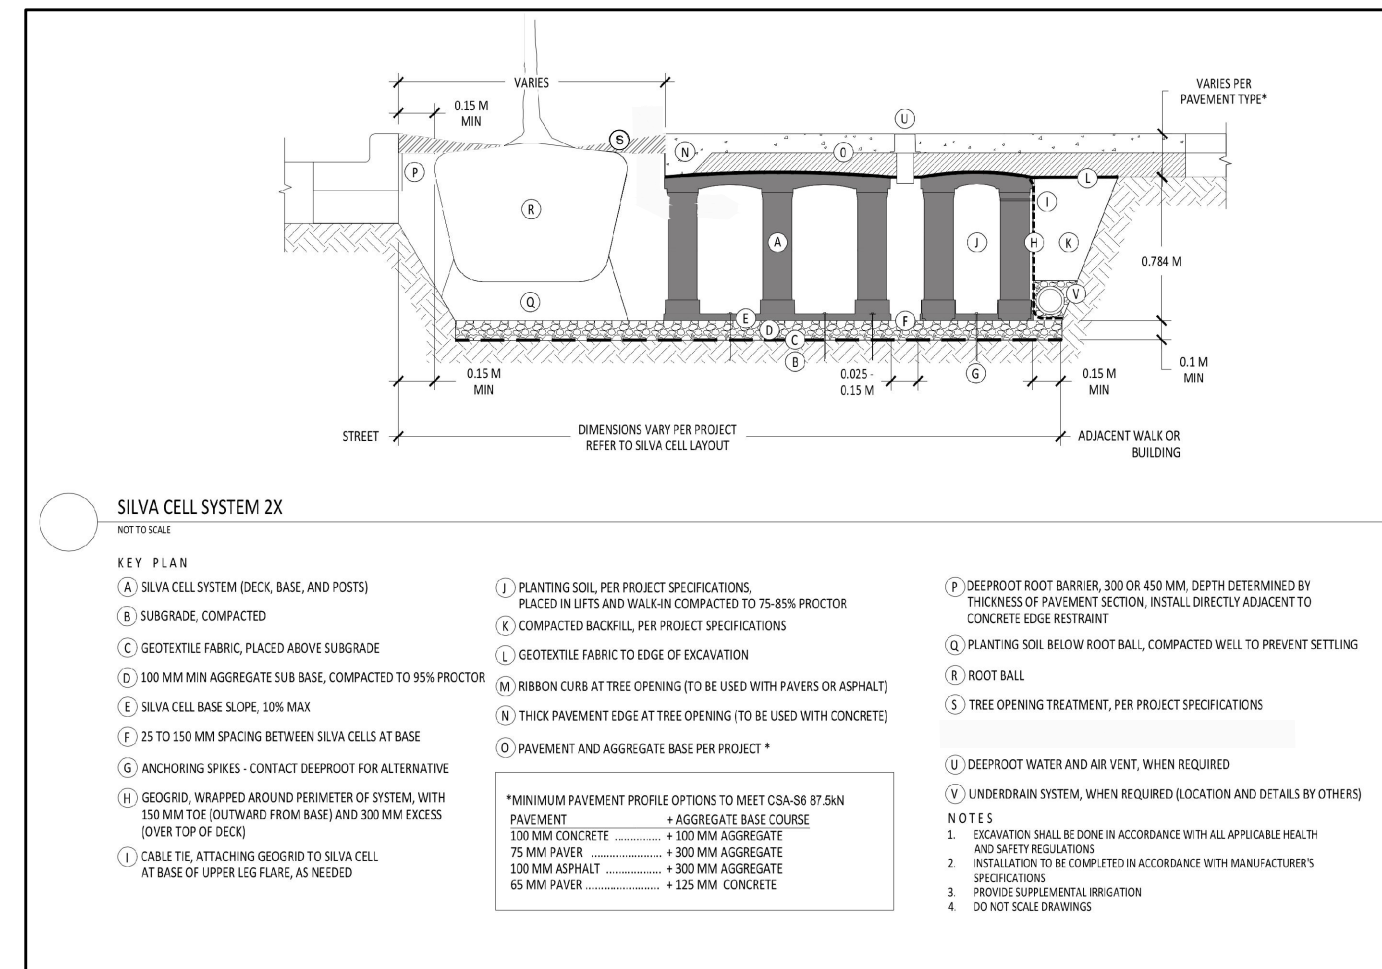 VARIES
0.15 M
MIN
VARIES PER
PAVEMENT TYPE*
U
S
N
O
P
L
R
I
A
J
H
K
0.784 M
Q
V
E
F
D
C
B
G
0.15 M
MIN
0.025 -
0.15 M
0.15 M
MIN
0.1 M
MIN
STREET
DIMENSIONS VARY PER PROJECT
REFER TO SILVA CELL LAYOUT
ADJACENT WALK OR
BUILDING
SILVA CELL SYSTEM 2X
NOT TO SCALE
KEY PLAN
A SILVA CELL SYSTEM (DECK, BASE, AND POSTS)
B SUBGRADE, COMPACTED
C GEOTEXTILE FABRIC, PLACED ABOVE SUBGRADE
D 100 MM MIN AGGREGATE SUB BASE, COMPACTED TO 95% PROCTOR
E SILVA CELL BASE SLOPE, 10% MAX
F 25 TO 150 MM SPACING BETWEEN SILVA CELLS AT BASE
G ANCHORING SPIKES - CONTACT DEEPROOT FOR ALTERNATIVE
H GEOGRID, WRAPPED AROUND PERIMETER OF SYSTEM, WITH
150 MM TOE (OUTWARD FROM BASE) AND 300 MM EXCESS
(OVER TOP OF DECK)
I CABLE TIE, ATTACHING GEOGRID TO SILVA CELL
AT BASE OF UPPER LEG FLARE, AS NEEDED
J PLANTING SOIL, PER PROJECT SPECIFICATIONS,
PLACED IN LIFTS AND WALK-IN COMPACTED TO 75-85% PROCTOR
K COMPACTED BACKFILL, PER PROJECT SPECIFICATIONS
L GEOTEXTILE FABRIC TO EDGE OF EXCAVATION
M RIBBON CURB AT TREE OPENING (TO BE USED WITH PAVERS OR ASPHALT)
N THICK PAVEMENT EDGE AT TREE OPENING (TO BE USED WITH CONCRETE)
O PAVEMENT AND AGGREGATE BASE PER PROJECT *
*MINIMUM PAVEMENT PROFILE OPTIONS TO MEET CSA-S6 87.5kN
PAVEMENT + AGGREGATE BASE COURSE
100 MM CONCRETE ............... + 100 MM AGGREGATE
75 MM PAVER ....................... + 300 MM AGGREGATE
100 MM ASPHALT .................. + 300 MM AGGREGATE
65 MM PAVER ........................ + 125 MM CONCRETE
P DEEPROOT ROOT BARRIER, 300 OR 450 MM, DEPTH DETERMINED BY
THICKNESS OF PAVEMENT SECTION, INSTALL DIRECTLY ADJACENT TO
CONCRETE EDGE RESTRAINT
Q PLANTING SOIL BELOW ROOT BALL, COMPACTED WELL TO PREVENT SETTLING
R ROOT BALL
S TREE OPENING TREATMENT, PER PROJECT SPECIFICATIONS
U DEEPROOT WATER AND AIR VENT, WHEN REQUIRED
V UNDERDRAIN SYSTEM, WHEN REQUIRED (LOCATION AND DETAILS BY OTHERS)
NOTES
1. EXCAVATION SHALL BE DONE IN ACCORDANCE WITH ALL APPLICABLE HEALTH
AND SAFETY REGULATIONS
2. INSTALLATION TO BE COMPLETED IN ACCORDANCE WITH MANUFACTURER'S
SPECIFICATIONS
3. PROVIDE SUPPLEMENTAL IRRIGATION
4. DO NOT SCALE DRAWINGS